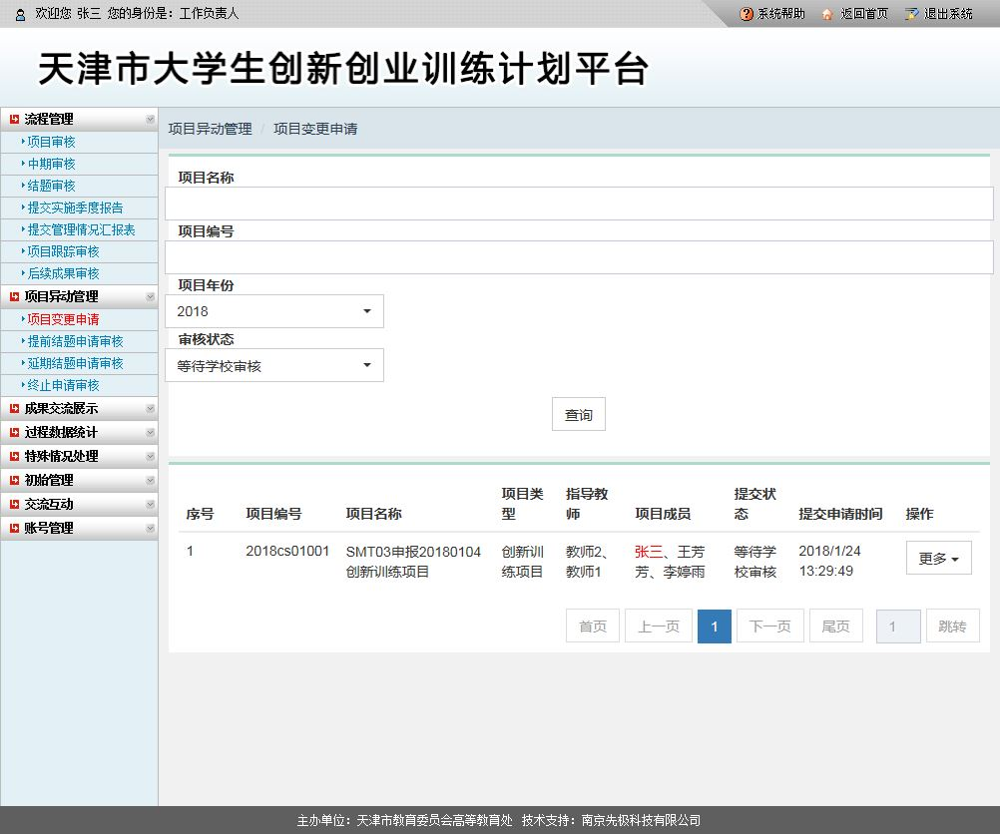 欢迎您 张三 您的身份是：工作负责人
系统帮助 返回首页 退出系统
天津市大学生创新创业训练计划平台
流程管理
项目审核
中期审核
结题审核
提交实施季度报告
提交管理情况汇报表
项目跟踪审核
后续成果审核
项目异动管理
项目变更申请
提前结题申请审核
延期结题申请审核
终止申请审核
成果交流展示
过程数据统计
特殊情况处理
初始管理
交流互动
账号管理
项目异动管理 / 项目变更申请
项目名称
项目编号
项目年份
2018
审核状态
等待学校审核
查询
序号 项目编号 项目名称 项目类型 指导教师 项目成员 提交状态 提交申请时间 操作
1 2018cs01001 SMT03申报20180104创新训练项目 创新训练项目 教师2、教师1 张三、王芳芳、李婷雨 等待学校审核 2018/1/24 13:29:49 更多
首页 上一页 1 下一页 尾页 1 跳转
主办单位：天津市教育委员会高等教育处 技术支持：南京先极科技有限公司